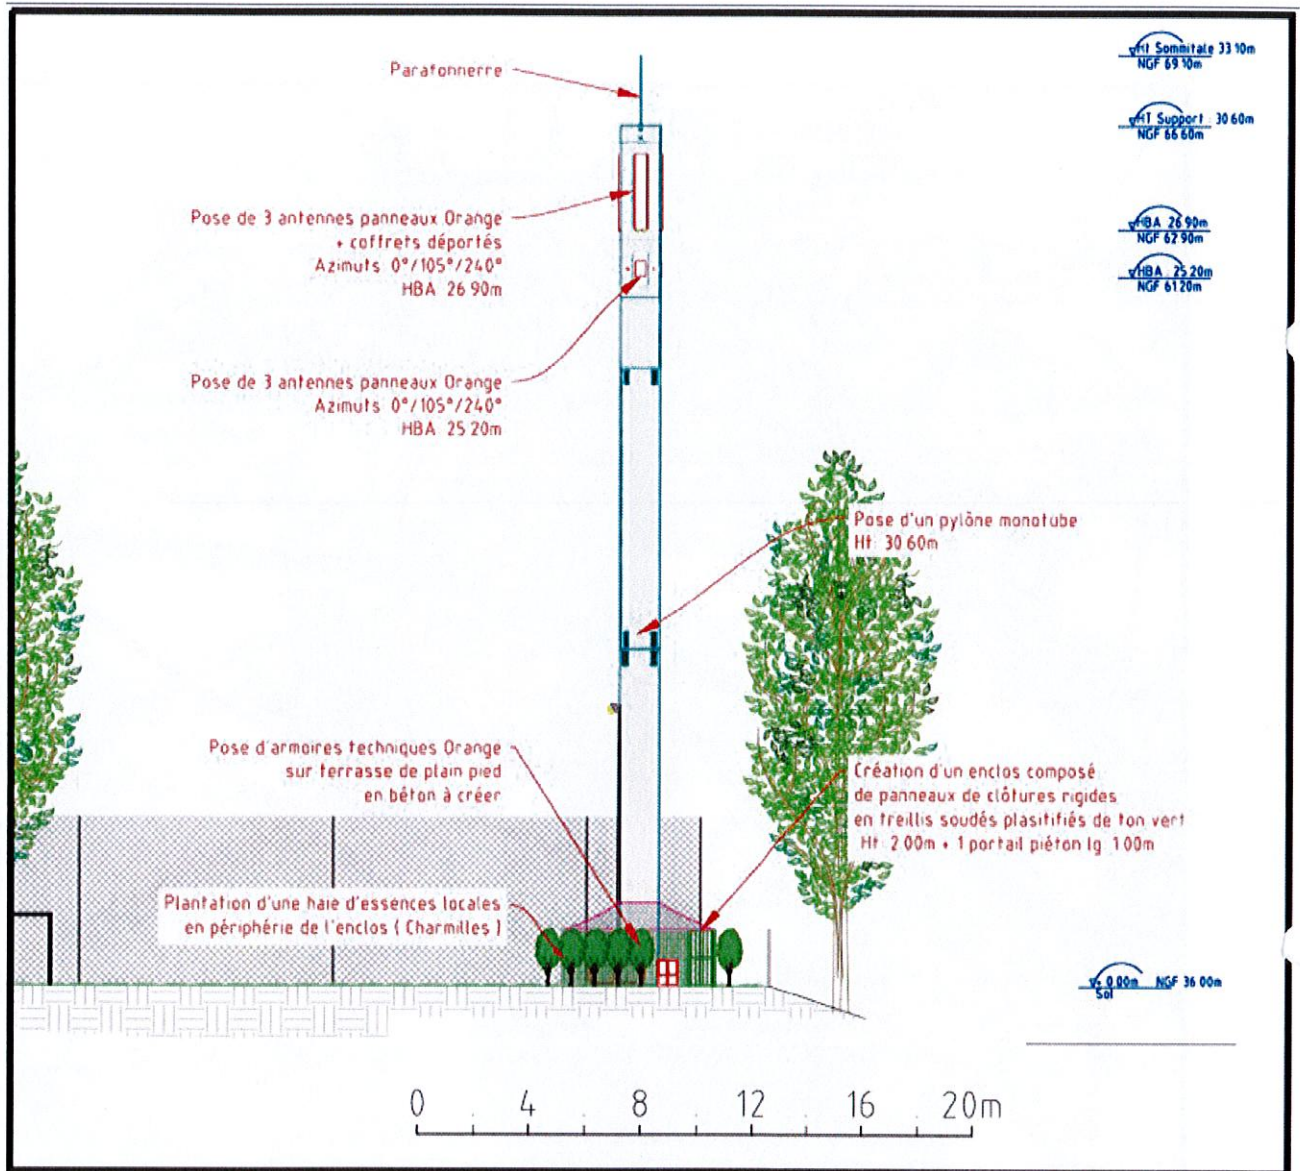 Parafonnerre
Ht Sommitale 33 10m
NGF 69 10m
HT Support : 30 60m
NGF 66 60m
Pose de 3 antennes panneaux Orange
+ coffrets déportés
Azimuts 0°/105°/240°
HBA 26 90m
HBA 26 90m
NGF 62 90m
HBA : 25 20m
NGF 61 20m
Pose de 3 antennes panneaux Orange
Azimuts 0°/105°/240°
HBA 25 20m
Pose d'un pylône monotube
Ht: 30 60m
Pose d'armoires techniques Orange
sur terrasse de plain pied
en béton à créer
Création d'un enclos composé
de panneaux de clôtures rigides
en treillis soudés plasitifiés de ton vert
Ht 2 00m + 1 portail piéton lg 1 00m
Plantation d'une haie d'essences locales
en périphérie de l'enclos ( Charmilles )
0.00m NGF 36 00m
Sol
0 4 8 12 16 20m